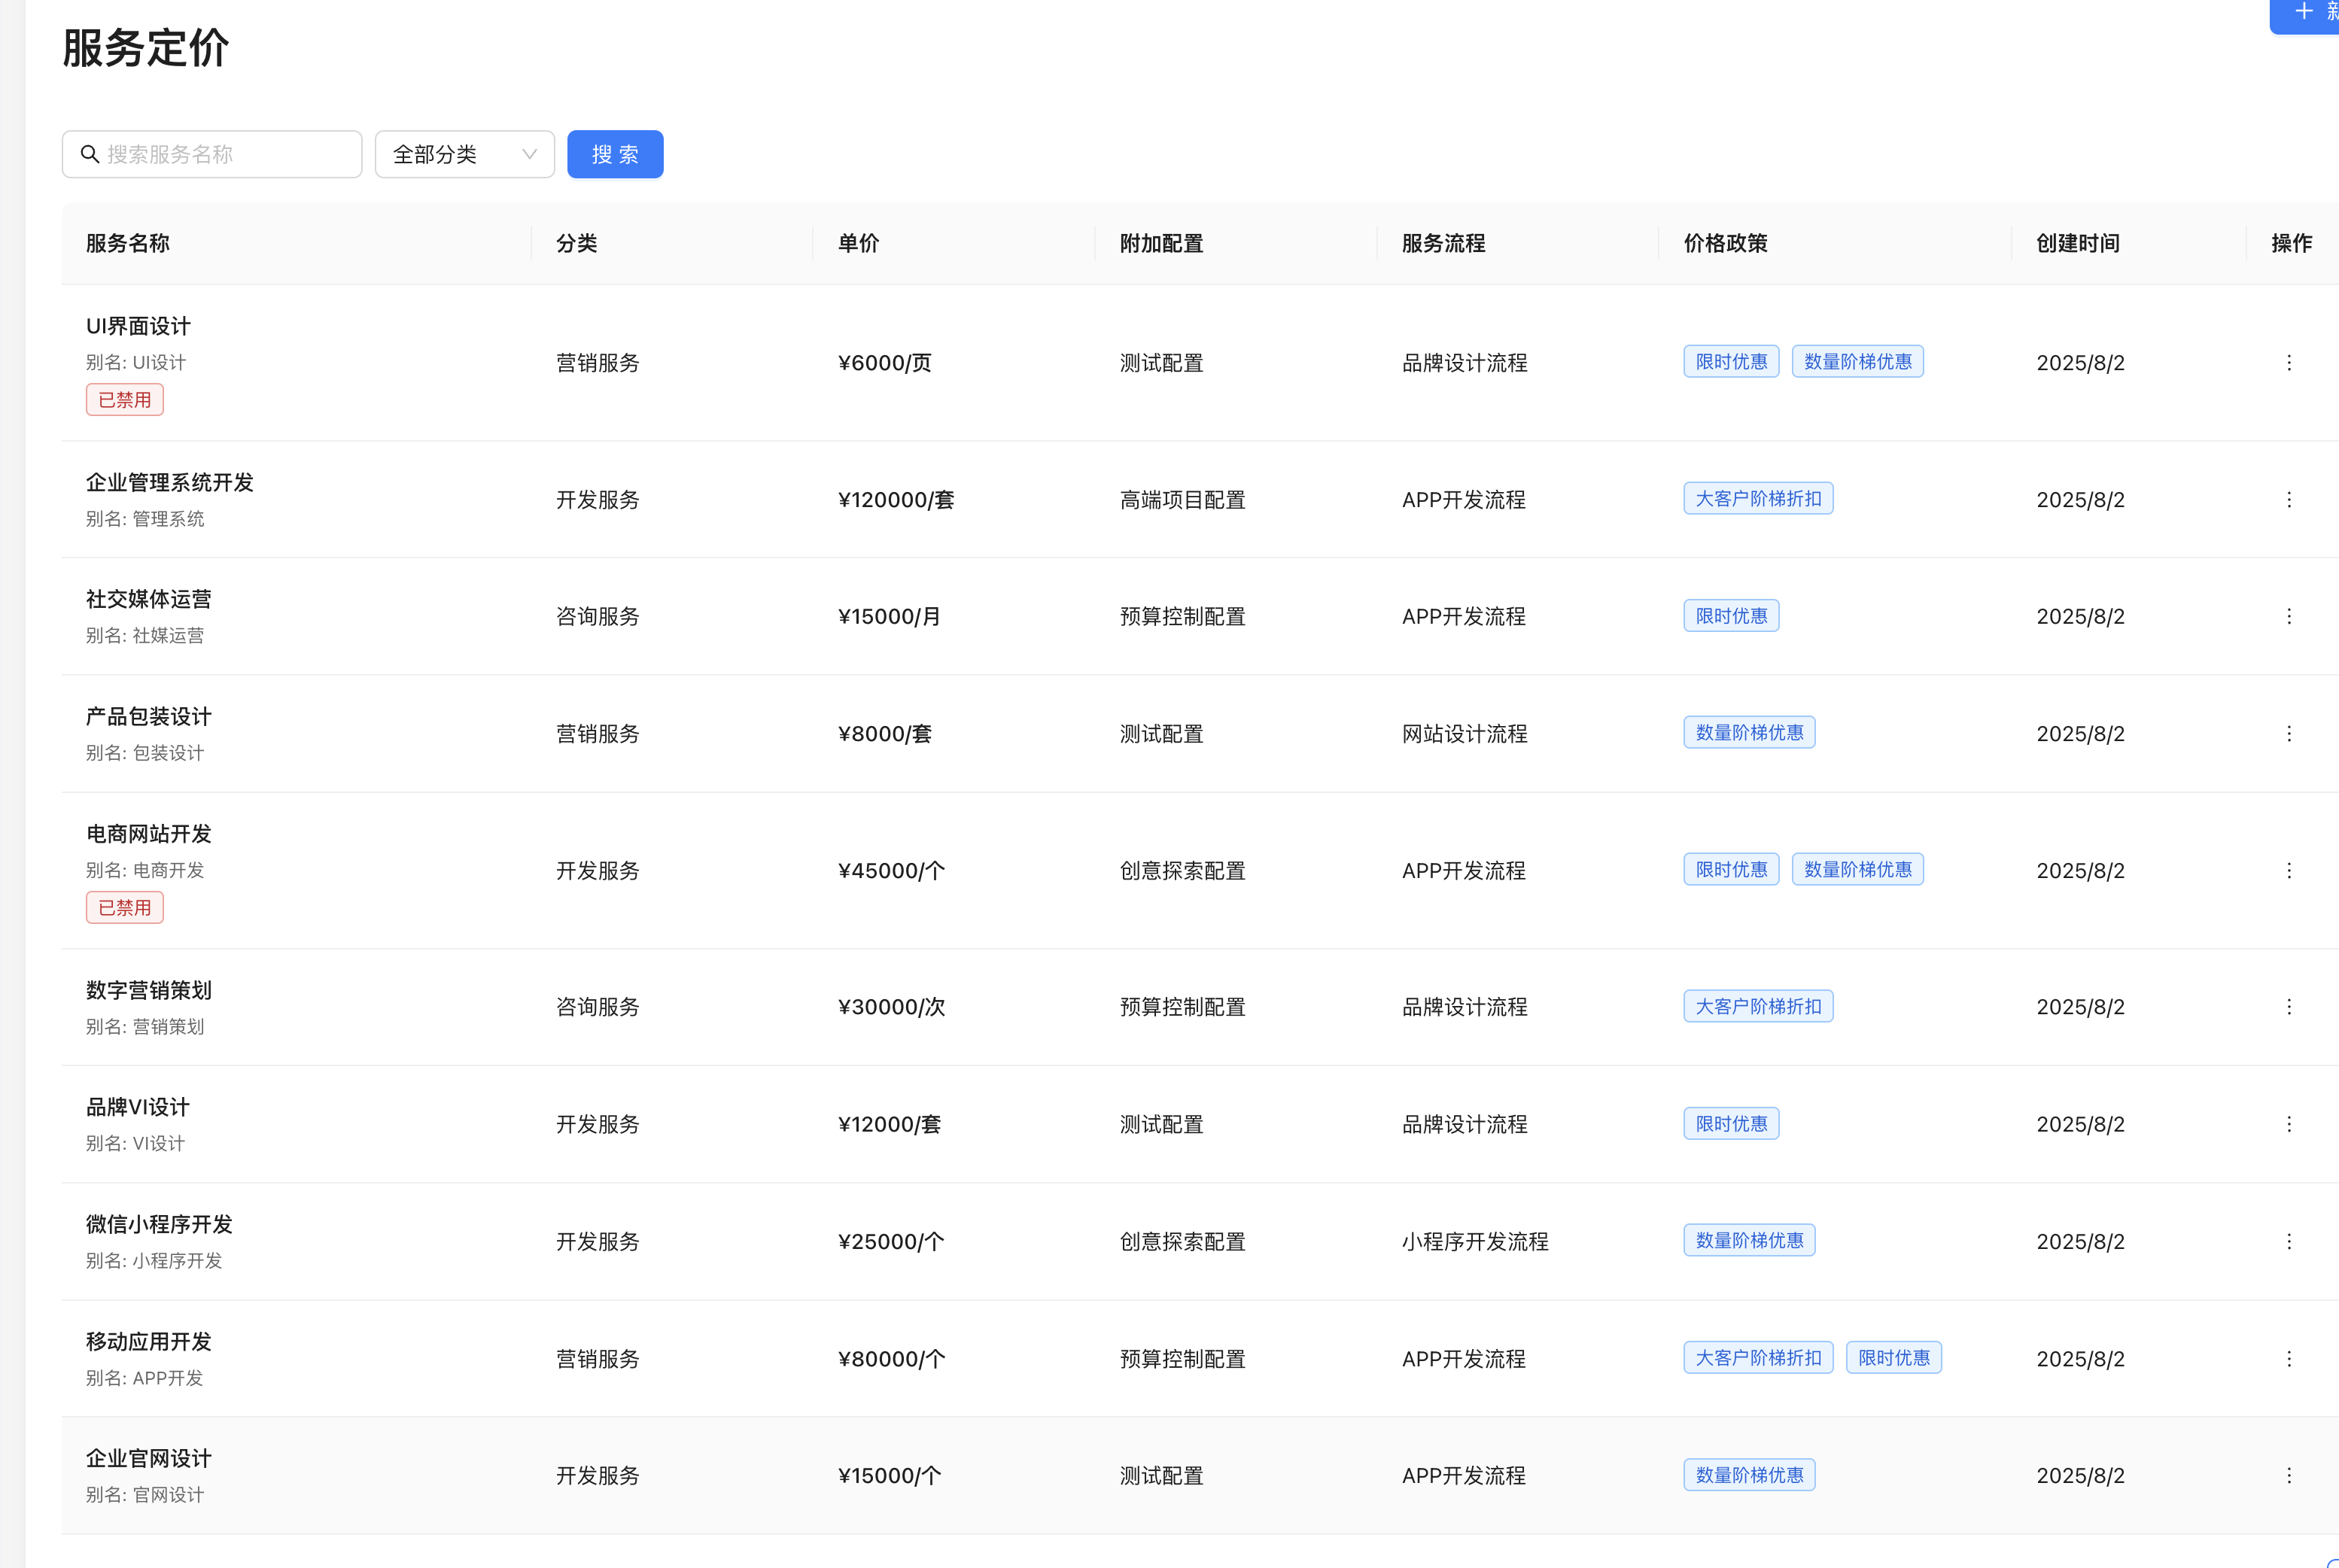 服务定价
搜索服务名称
全部分类
搜 索
服务名称 分类 单价 附加配置 服务流程 价格政策 创建时间 操作
UI界面设计
别名: UI设计
已禁用
营销服务 ¥6000/页 测试配置 品牌设计流程 限时优惠 数量阶梯优惠 2025/8/2
企业管理系统开发
别名: 管理系统
开发服务 ¥120000/套 高端项目配置 APP开发流程 大客户阶梯折扣 2025/8/2
社交媒体运营
别名: 社媒运营
咨询服务 ¥15000/月 预算控制配置 APP开发流程 限时优惠 2025/8/2
产品包装设计
别名: 包装设计
营销服务 ¥8000/套 测试配置 网站设计流程 数量阶梯优惠 2025/8/2
电商网站开发
别名: 电商开发
已禁用
开发服务 ¥45000/个 创意探索配置 APP开发流程 限时优惠 数量阶梯优惠 2025/8/2
数字营销策划
别名: 营销策划
咨询服务 ¥30000/次 预算控制配置 品牌设计流程 大客户阶梯折扣 2025/8/2
品牌VI设计
别名: VI设计
开发服务 ¥12000/套 测试配置 品牌设计流程 限时优惠 2025/8/2
微信小程序开发
别名: 小程序开发
开发服务 ¥25000/个 创意探索配置 小程序开发流程 数量阶梯优惠 2025/8/2
移动应用开发
别名: APP开发
营销服务 ¥80000/个 预算控制配置 APP开发流程 大客户阶梯折扣 限时优惠 2025/8/2
企业官网设计
别名: 官网设计
开发服务 ¥15000/个 测试配置 APP开发流程 数量阶梯优惠 2025/8/2